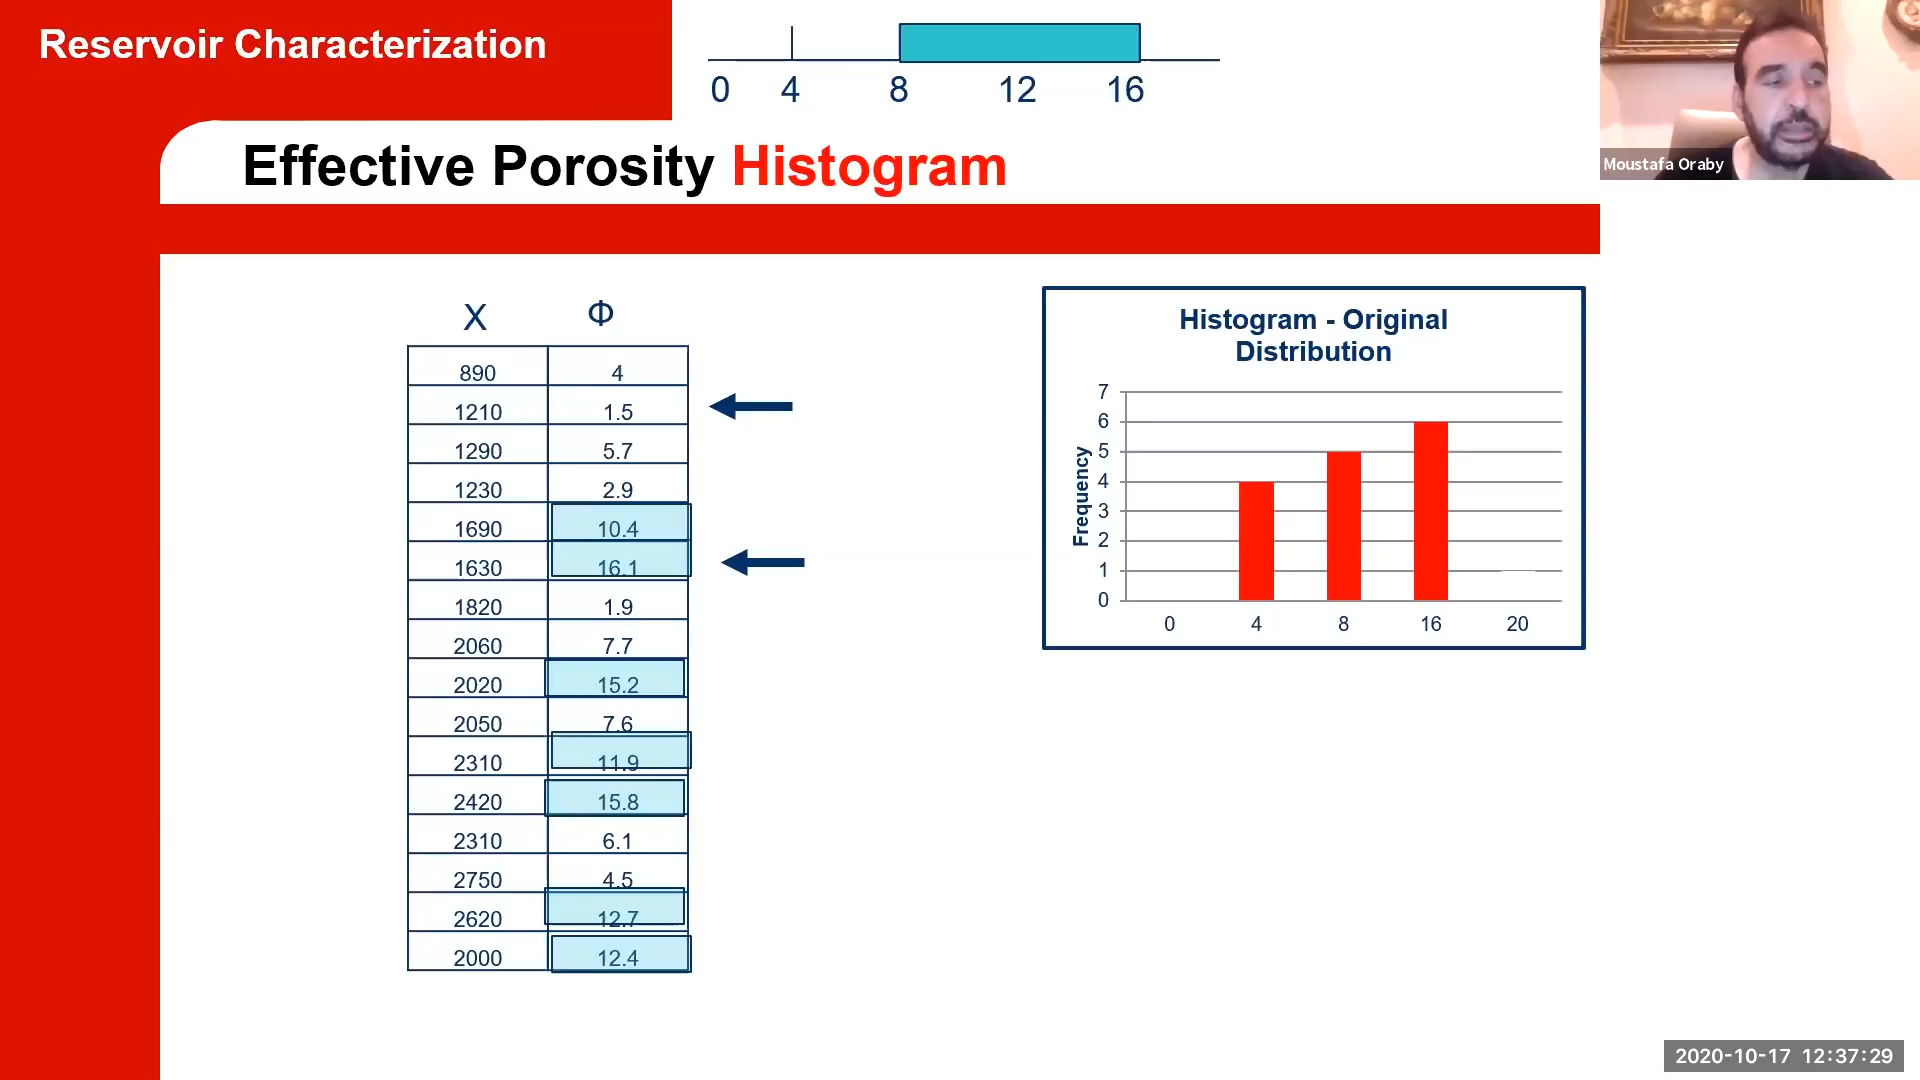 Reservoir Characterization
0 4 8 12 16
Effective Porosity Histogram
Moustafa Oraby
X Φ
890 4
1210 1.5
1290 5.7
1230 2.9
1690 10.4
1630 16.1
1820 1.9
2060 7.7
2020 15.2
2050 7.6
2310 11.9
2420 15.8
2310 6.1
2750 4.5
2620 12.7
2000 12.4
Histogram - Original
Distribution
Frequency
7
6
5
4
3
2
1
0
0 4 8 16 20
2020-10-17 12:37:29